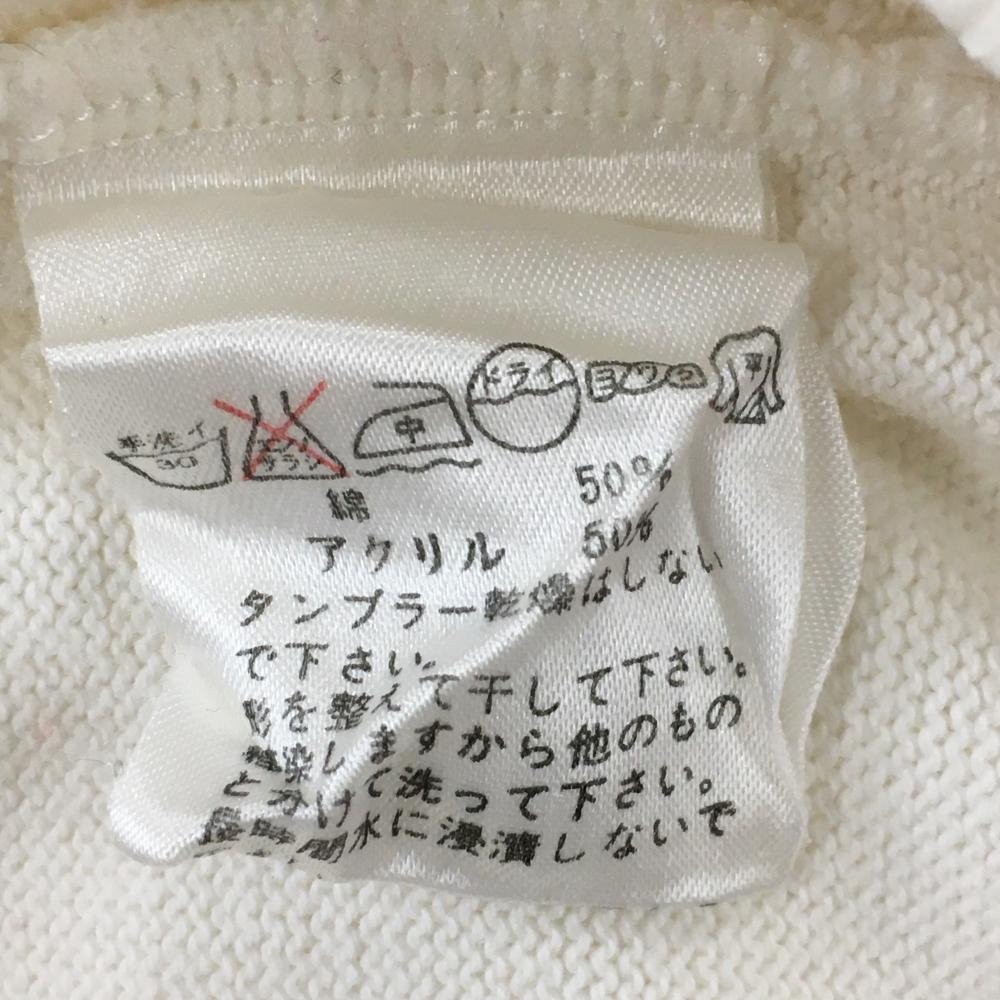 手洗イ 30 エンソ サラシ 中 ドライ ヨワク 平
綿 50%
アクリル 50%
タンブラー乾燥はしない
で下さい。
形を整えて干して下さい。
移染しますから他のもの
と分けて洗って下さい。
長時間水に浸漬しないで